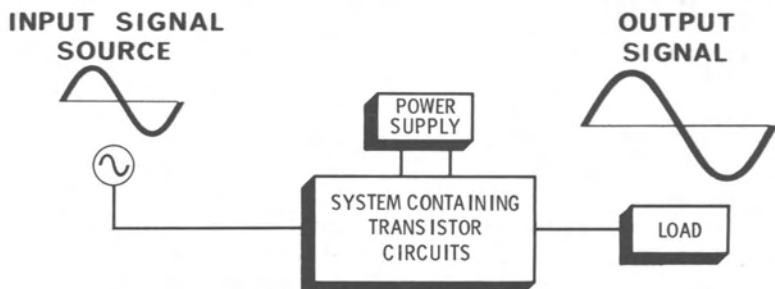 INPUT SIGNAL
SOURCE
OUTPUT
SIGNAL
POWER
SUPPLY
SYSTEM CONTAINING
TRANSISTOR
CIRCUITS
LOAD